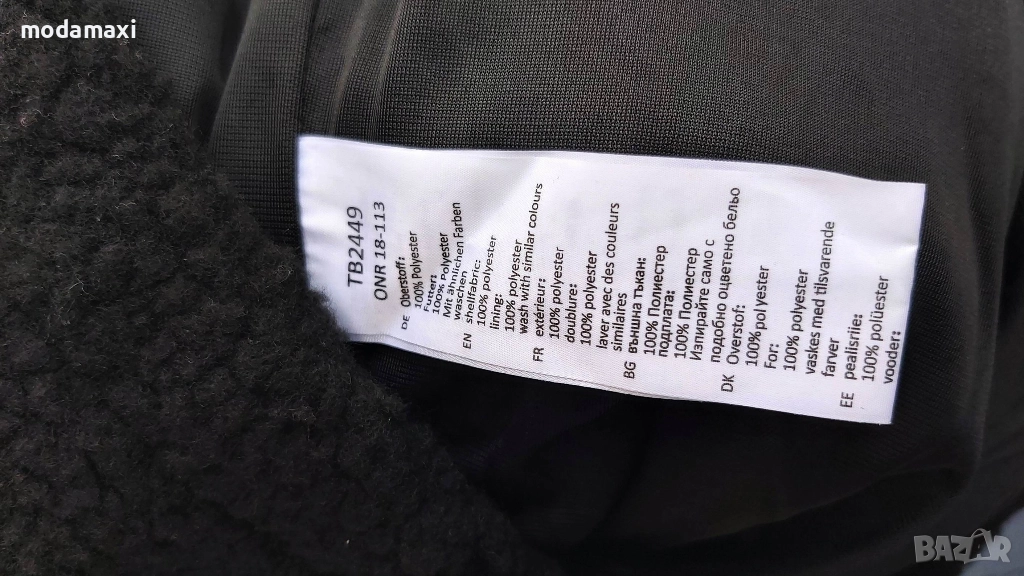 modamaxi
TB2449
ONR 18-113
DE Oberstoff:
100% Polyester
Futter:
100% Polyester
Mit ähnlichen Farben
waschen
EN shellfabric:
100% polyester
lining:
100% polyester
wash with similar colours
FR extérieur:
100% polyester
doublure:
100% polyester
laver avec des couleurs
similaires
BG външна тъкан:
100% Полиестер
подплата:
100% Полиестер
Изпирайте само с
подобно оцветено бельо
DK Overstof:
100%polyester
For:
100% polyester
vaskes med tilsvarende
farver
EE pealisriie:
100% polüester
vooder:
BAZAR